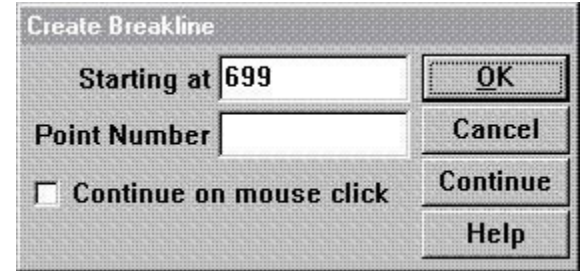 Create Breakline
Starting at 699
OK
Point Number
Cancel
Continue on mouse click
Continue
Help